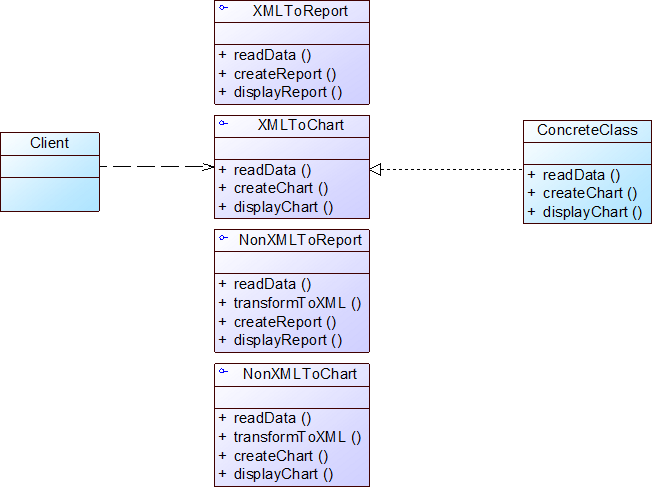 XMLToReport
+ readData ()
+ createReport ()
+ displayReport ()
XMLToChart
+ readData ()
+ createChart ()
+ displayChart ()
Client
ConcreteClass
+ readData ()
+ createChart ()
+ displayChart ()
NonXMLToReport
+ readData ()
+ transformToXML ()
+ createReport ()
+ displayReport ()
NonXMLToChart
+ readData ()
+ transformToXML ()
+ createChart ()
+ displayChart ()